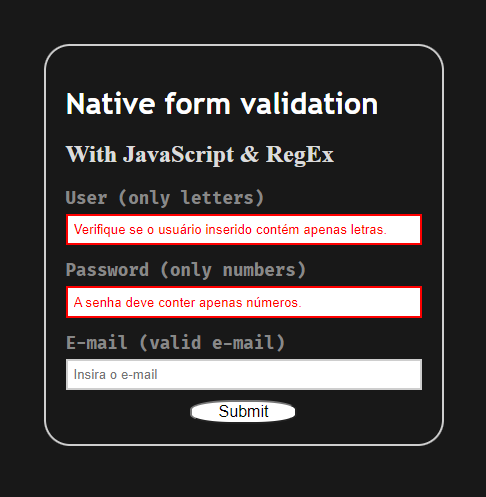 Native form validation
With JavaScript & RegEx
User (only letters)
Verifique se o usuário inserido contém apenas letras.
Password (only numbers)
A senha deve conter apenas números.
E-mail (valid e-mail)
Insira o e-mail
Submit